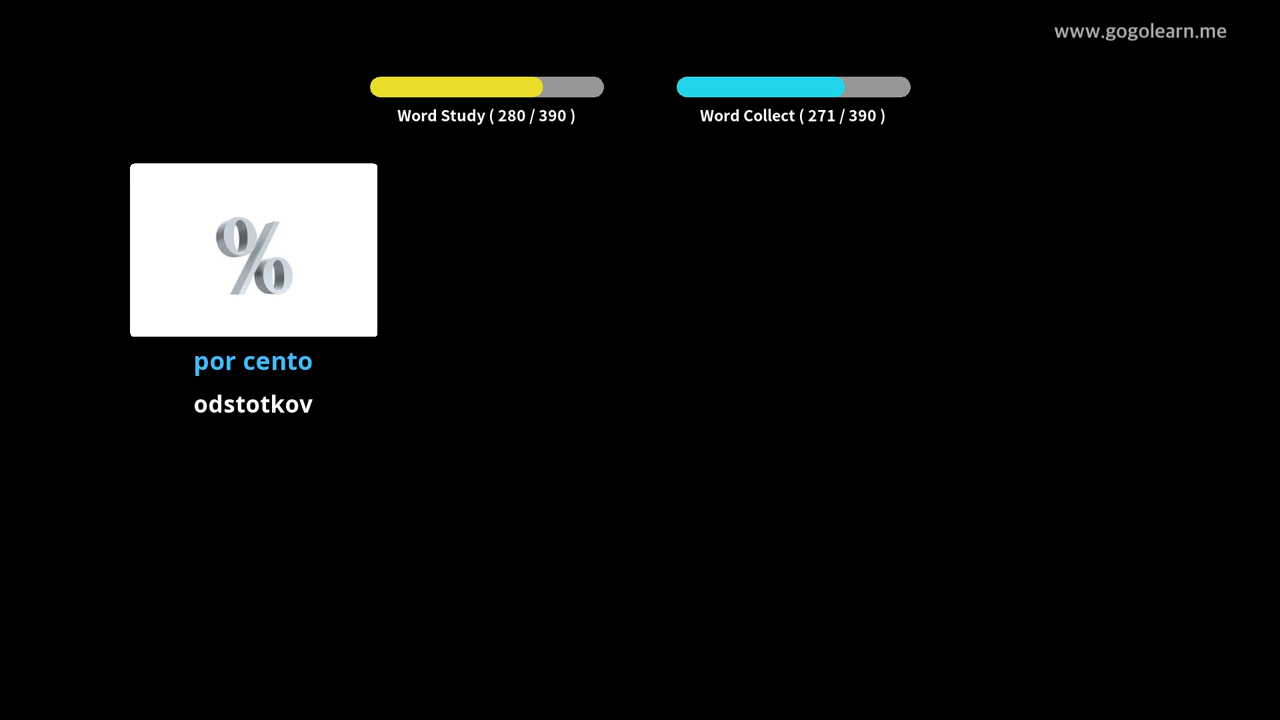 www.gogolearn.me
Word Study ( 280 / 390 )
Word Collect ( 271 / 390 )
%
por cento
odstotkov